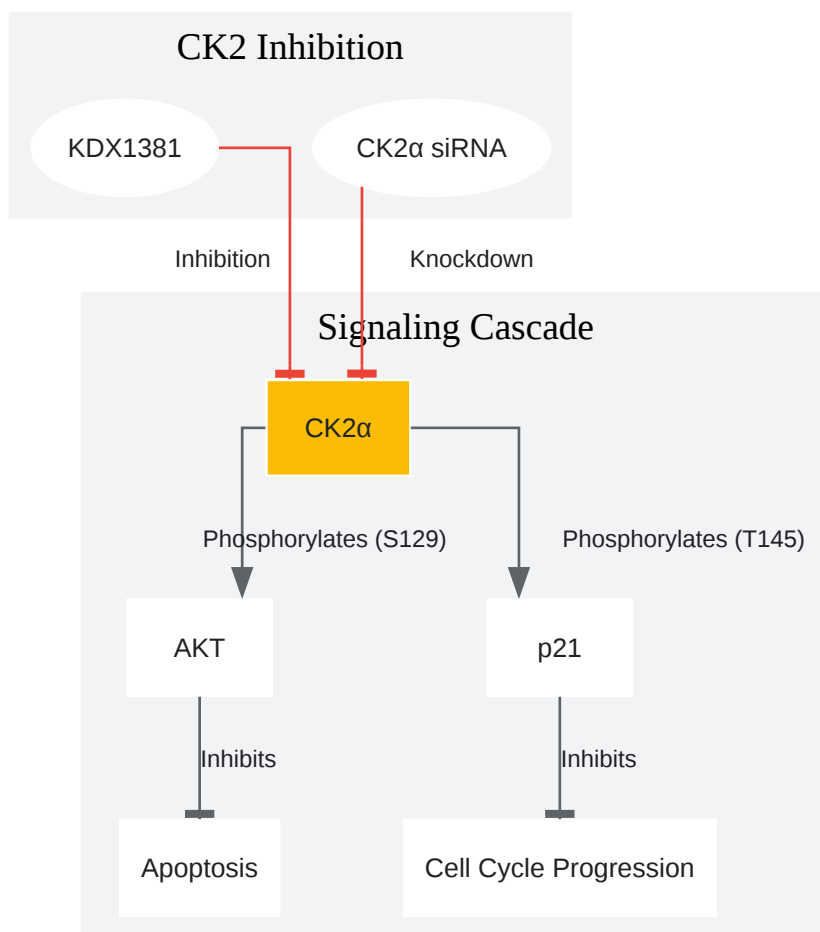 CK2 Inhibition
KDX1381
CK2α siRNA
Inhibition
Knockdown
Signaling Cascade
CK2α
Phosphorylates (S129)
Phosphorylates (T145)
AKT
p21
Inhibits
Inhibits
Apoptosis
Cell Cycle Progression